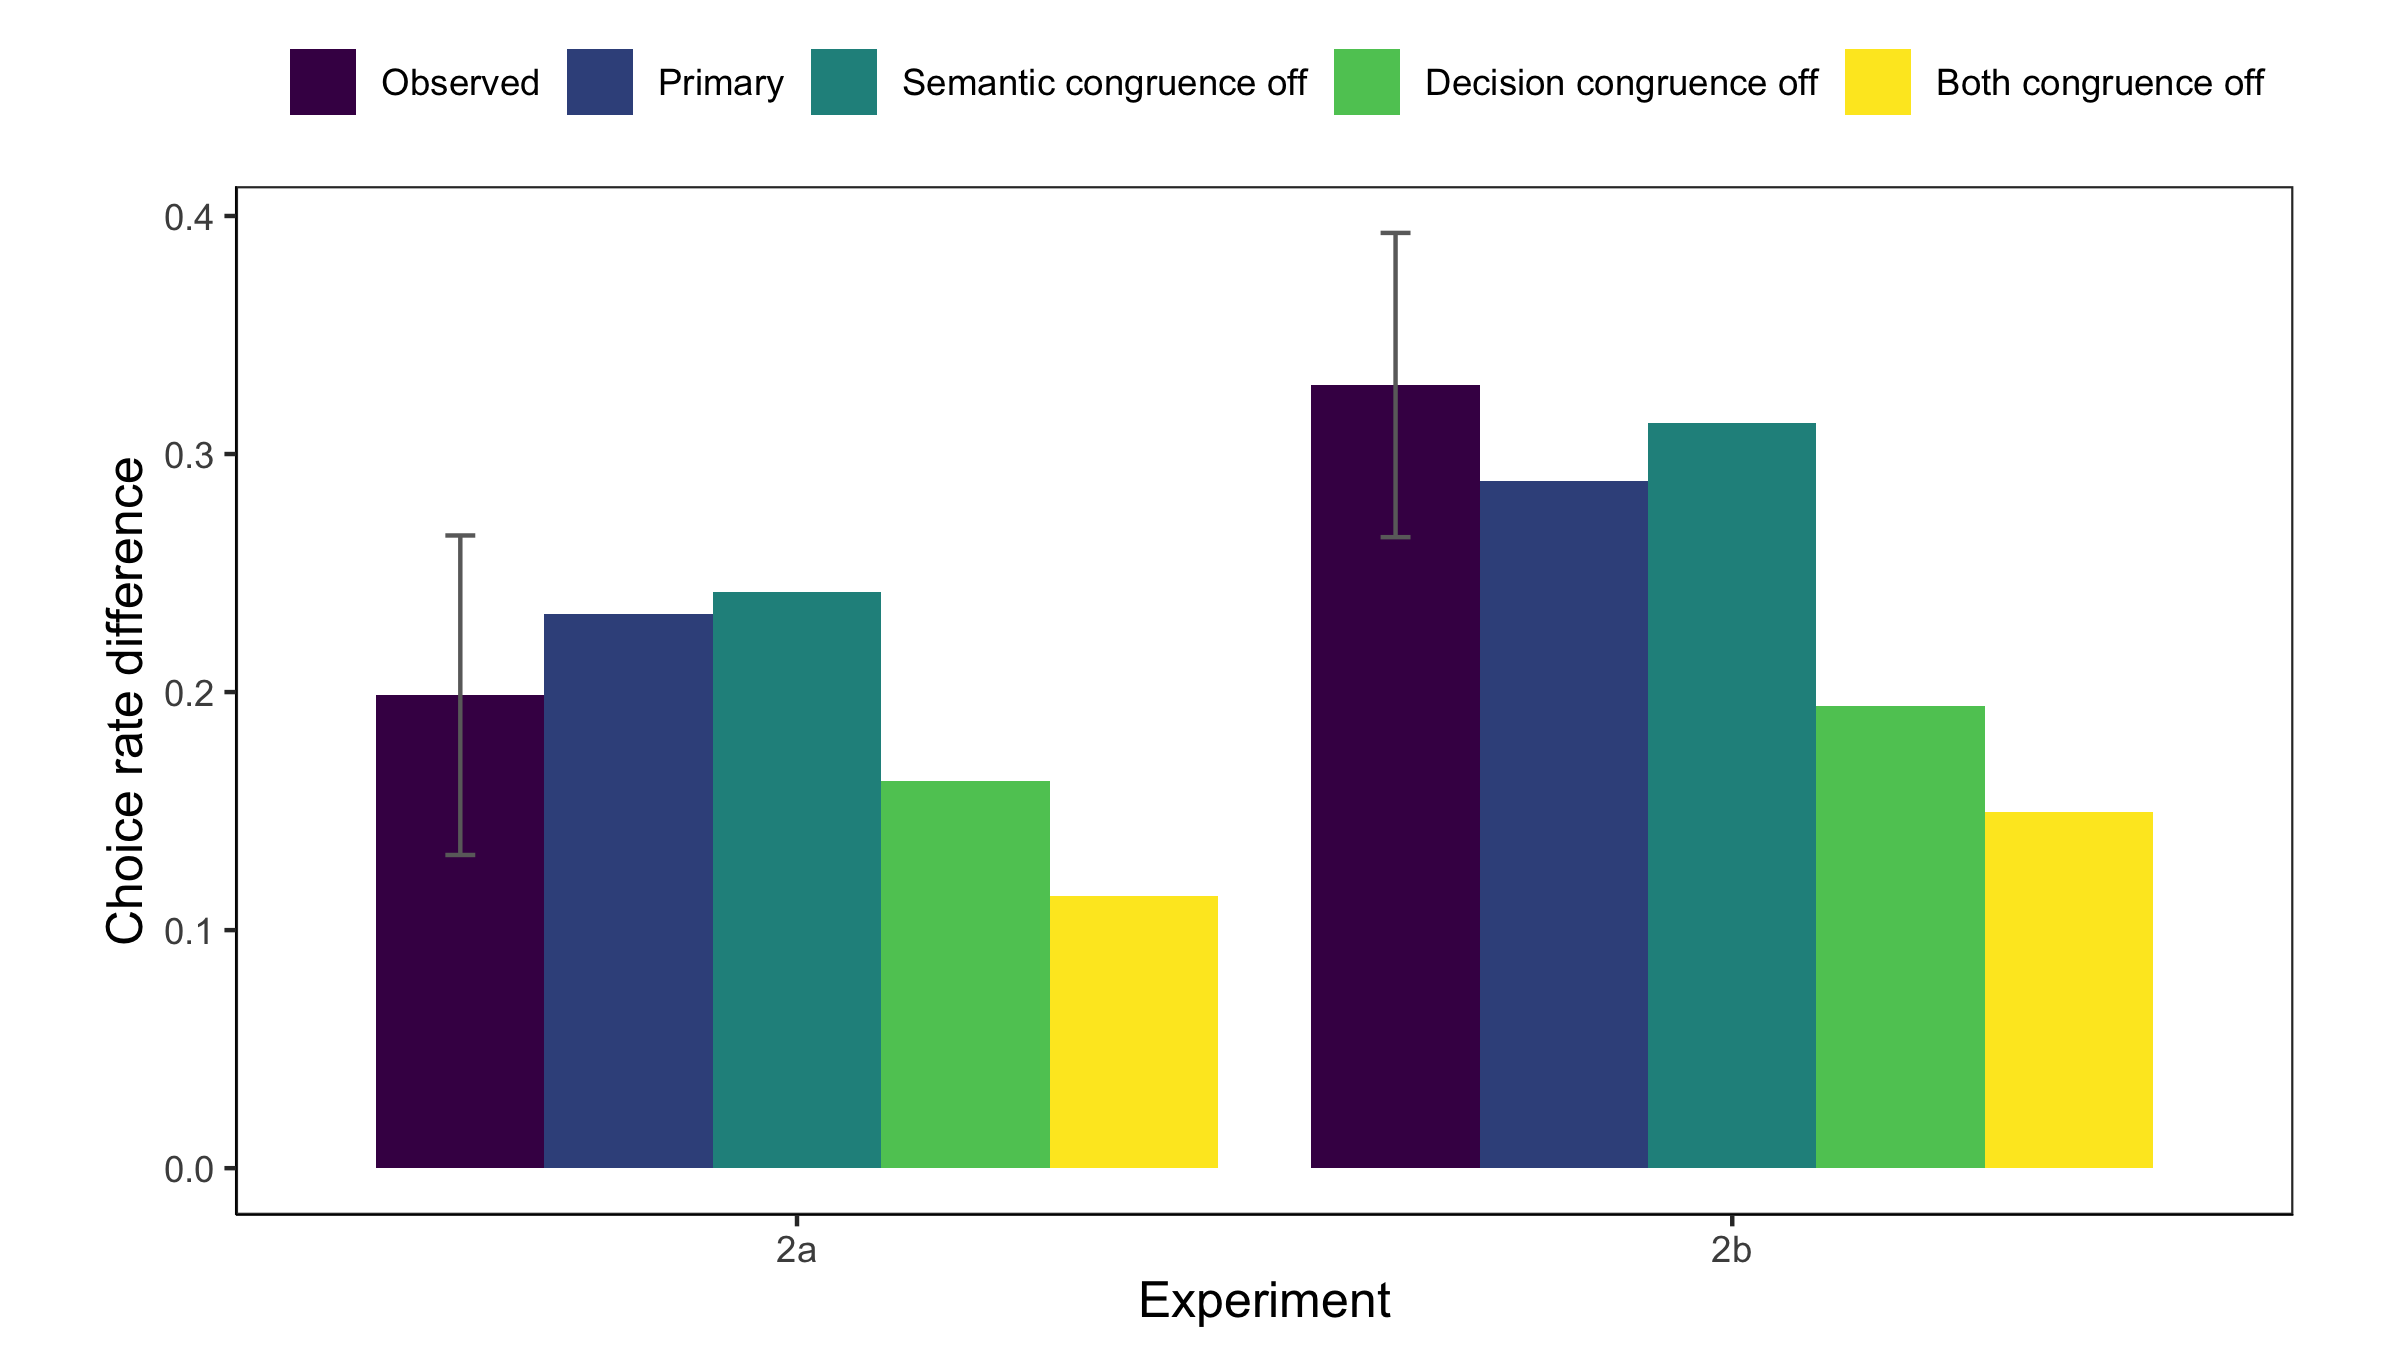 Observed Primary Semantic congruence off Decision congruence off Both congruence off
0.4
0.3
0.2
0.1
0.0
Choice rate difference
2a 2b
Experiment